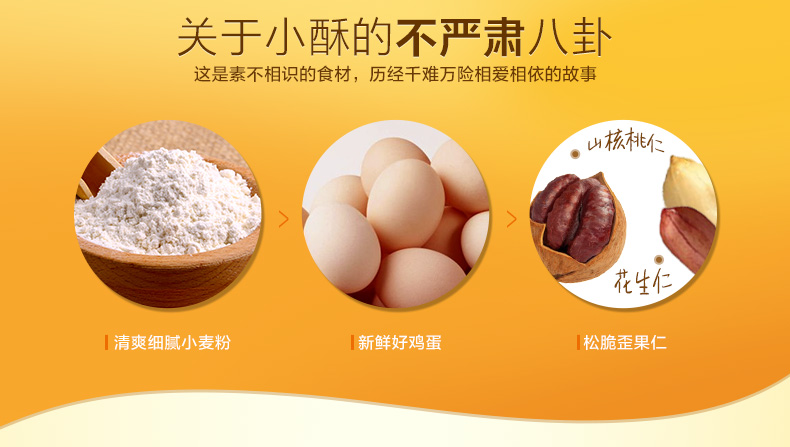 关于小酥的不严肃八卦
这是素不相识的食材，历经千难万险相爱相依的故事
山核桃仁
花生仁
清爽细腻小麦粉
新鲜好鸡蛋
松脆歪果仁